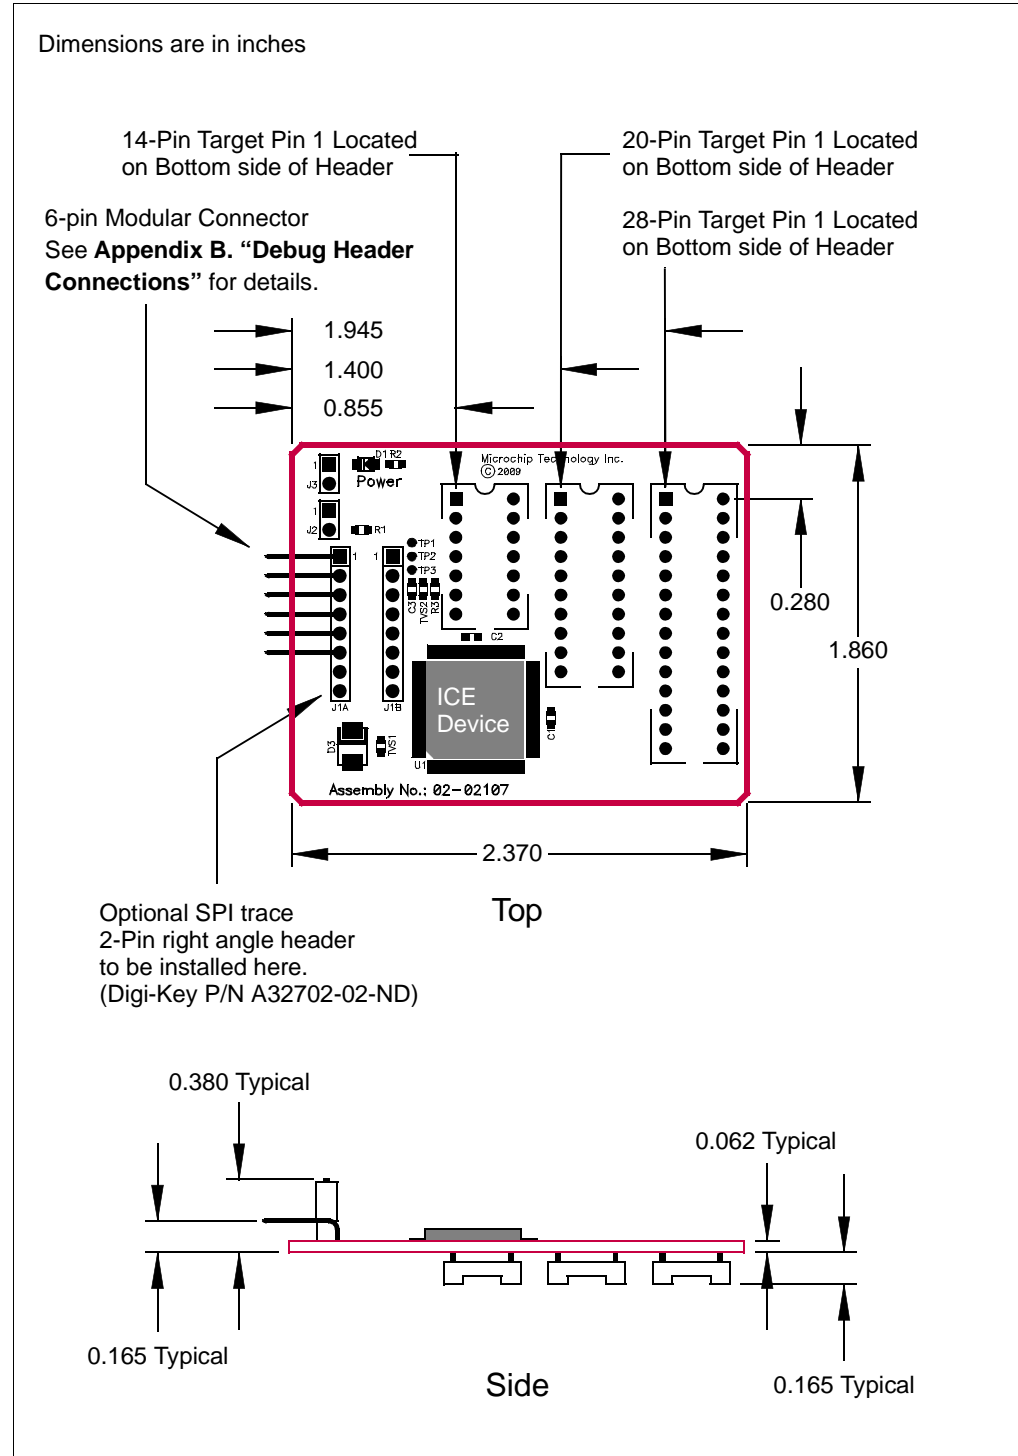 Dimensions are in inches
14-Pin Target Pin 1 Located
on Bottom side of Header
20-Pin Target Pin 1 Located
on Bottom side of Header
6-pin Modular Connector
See Appendix B. “Debug Header
Connections” for details.
28-Pin Target Pin 1 Located
on Bottom side of Header
1.945
1.400
0.855
D1 R2
Microchip Technology Inc.
© 2009
1
J3
Power
1
J2
R1
1
1
TP1
TP2
TP3
C3
TVS2
R3
0.280
C2
1.860
ICE
Device
J1A
J1B
D3
TVS1
C1
U1
Assembly No.: 02-02107
2.370
Top
Optional SPI trace
2-Pin right angle header
to be installed here.
(Digi-Key P/N A32702-02-ND)
0.380 Typical
0.062 Typical
0.165 Typical
Side
0.165 Typical